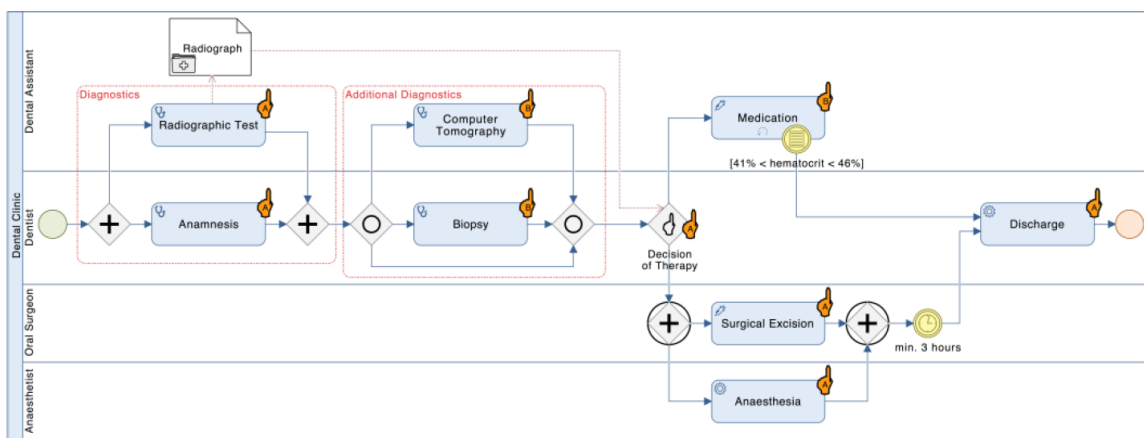 Dental Clinic
Dental Assistant
Radiograph
Diagnostics
A
Radiographic Test
Additional Diagnostics
B
Computer
Tomography
B
Medication
[41% < hematocrit < 46%]
Dentist
A
Anamnesis
B
Biopsy
A
Decision
of Therapy
A
Discharge
Oral Surgeon
A
Surgical Excision
min. 3 hours
Anaesthetist
A
Anaesthesia